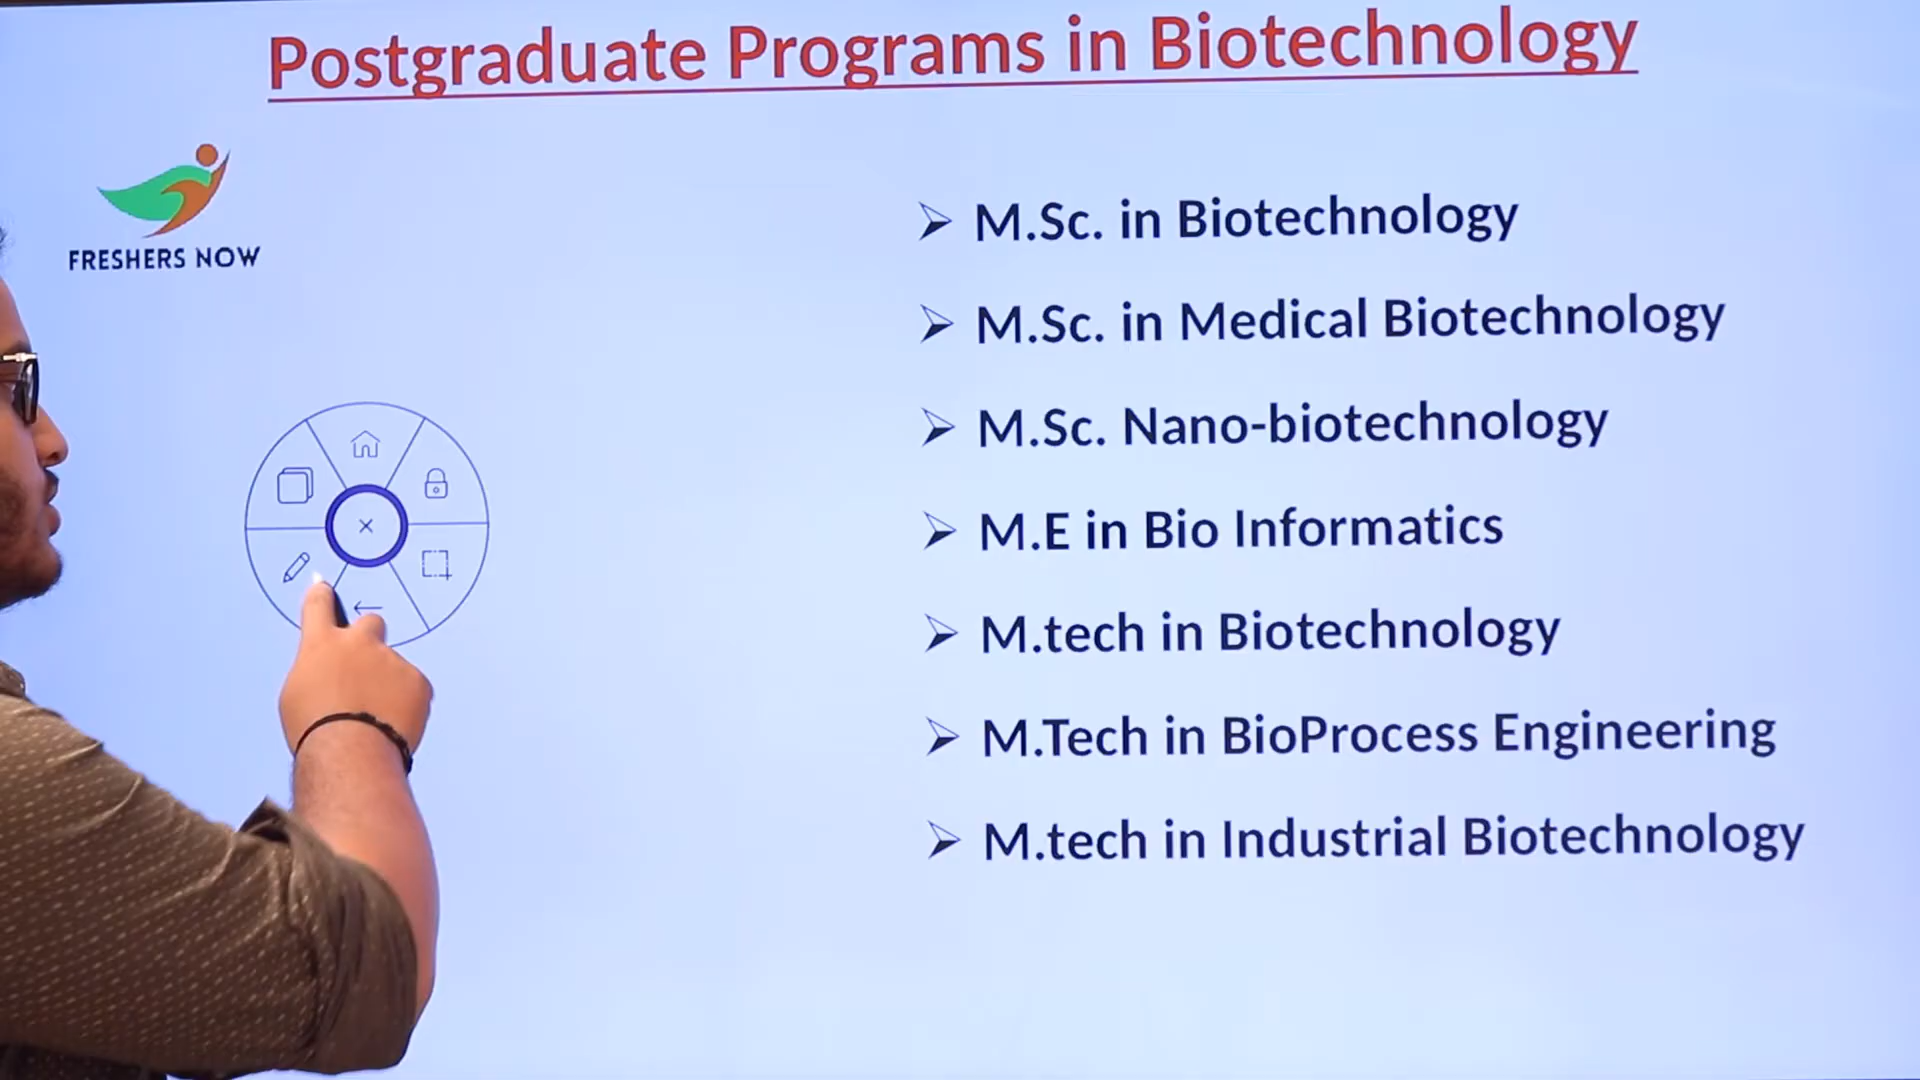 Postgraduate Programs in Biotechnology
FRESHERS NOW
M.Sc. in Biotechnology
M.Sc. in Medical Biotechnology
M.Sc. Nano-biotechnology
M.E in Bio Informatics
M.tech in Biotechnology
M.Tech in BioProcess Engineering
M.tech in Industrial Biotechnology